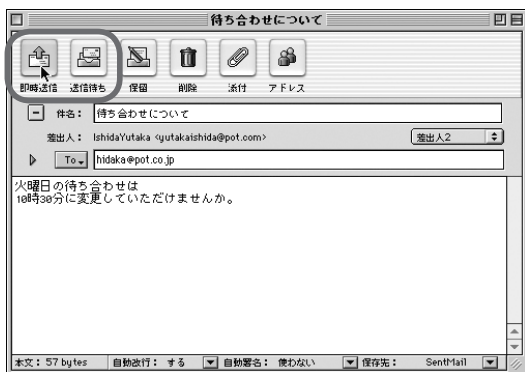 待ち合わせについて
即時送信 送信待ち 保留 削除 添付 アドレス
件名： 待ち合わせについて
差出人： IshidaYutaka <yutakaishida@pot.com> 差出人2
To hidaka@pot.co.jp
火曜日の待ち合わせは
10時30分に変更していただけませんか。
本文：57 bytes 自動改行： する 自動署名： 使わない 保存先： SentMail